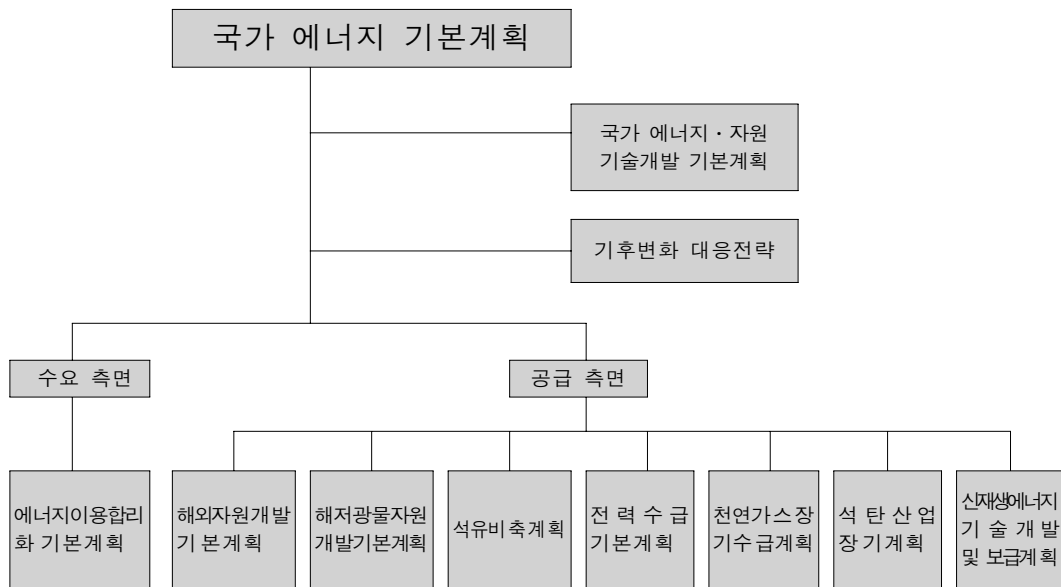 국가 에너지 기본계획
국가 에너지·자원
기술개발 기본계획
기후변화 대응전략
수요 측면
공급 측면
에너지이용합리
화 기본계획
해외자원개발
기본계획
해저광물자원
개발기본계획
석유비축계획
전력수급
기본계획
천연가스장
기수급계획
석탄산업
장기계획
신재생에너지
기술개발
및 보급계획